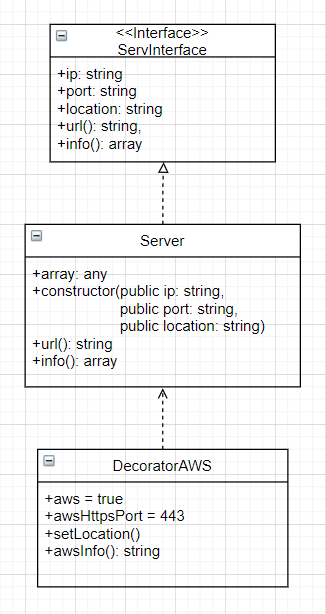 <<Interface>>
ServInterface
+ip: string
+port: string
+location: string
+url(): string,
+info(): array
Server
+array: any
+constructor(public ip: string,
public port: string,
public location: string)
+url(): string
+info(): array
DecoratorAWS
+aws = true
+awsHttpsPort = 443
+setLocation()
+awsInfo(): string